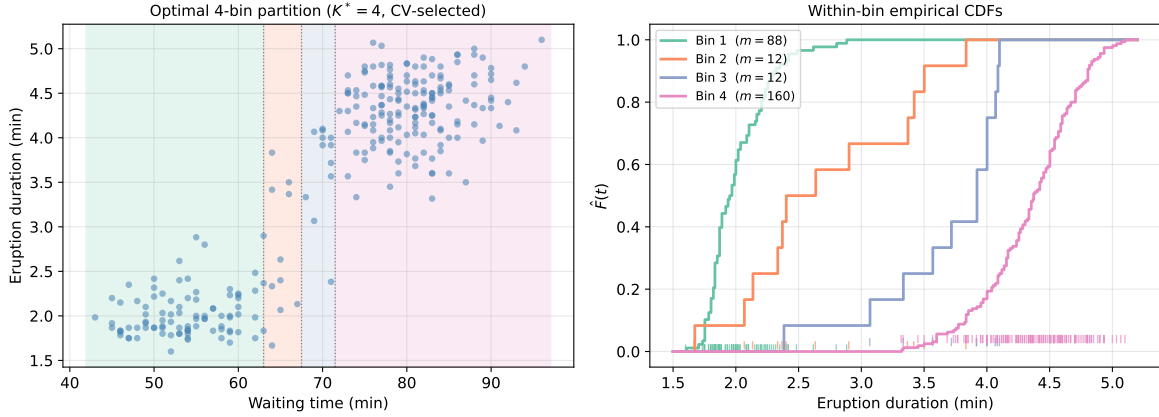 Optimal 4-bin partition (K* = 4, CV-selected)
Eruption duration (min)
5.0
4.5
4.0
3.5
3.0
2.5
2.0
1.5
40 50 60 70 80 90
Waiting time (min)
Within-bin empirical CDFs
F̂(t)
1.0
0.8
0.6
0.4
0.2
0.0
Bin 1 (m = 88)
Bin 2 (m = 12)
Bin 3 (m = 12)
Bin 4 (m = 160)
1.5 2.0 2.5 3.0 3.5 4.0 4.5 5.0
Eruption duration (min)